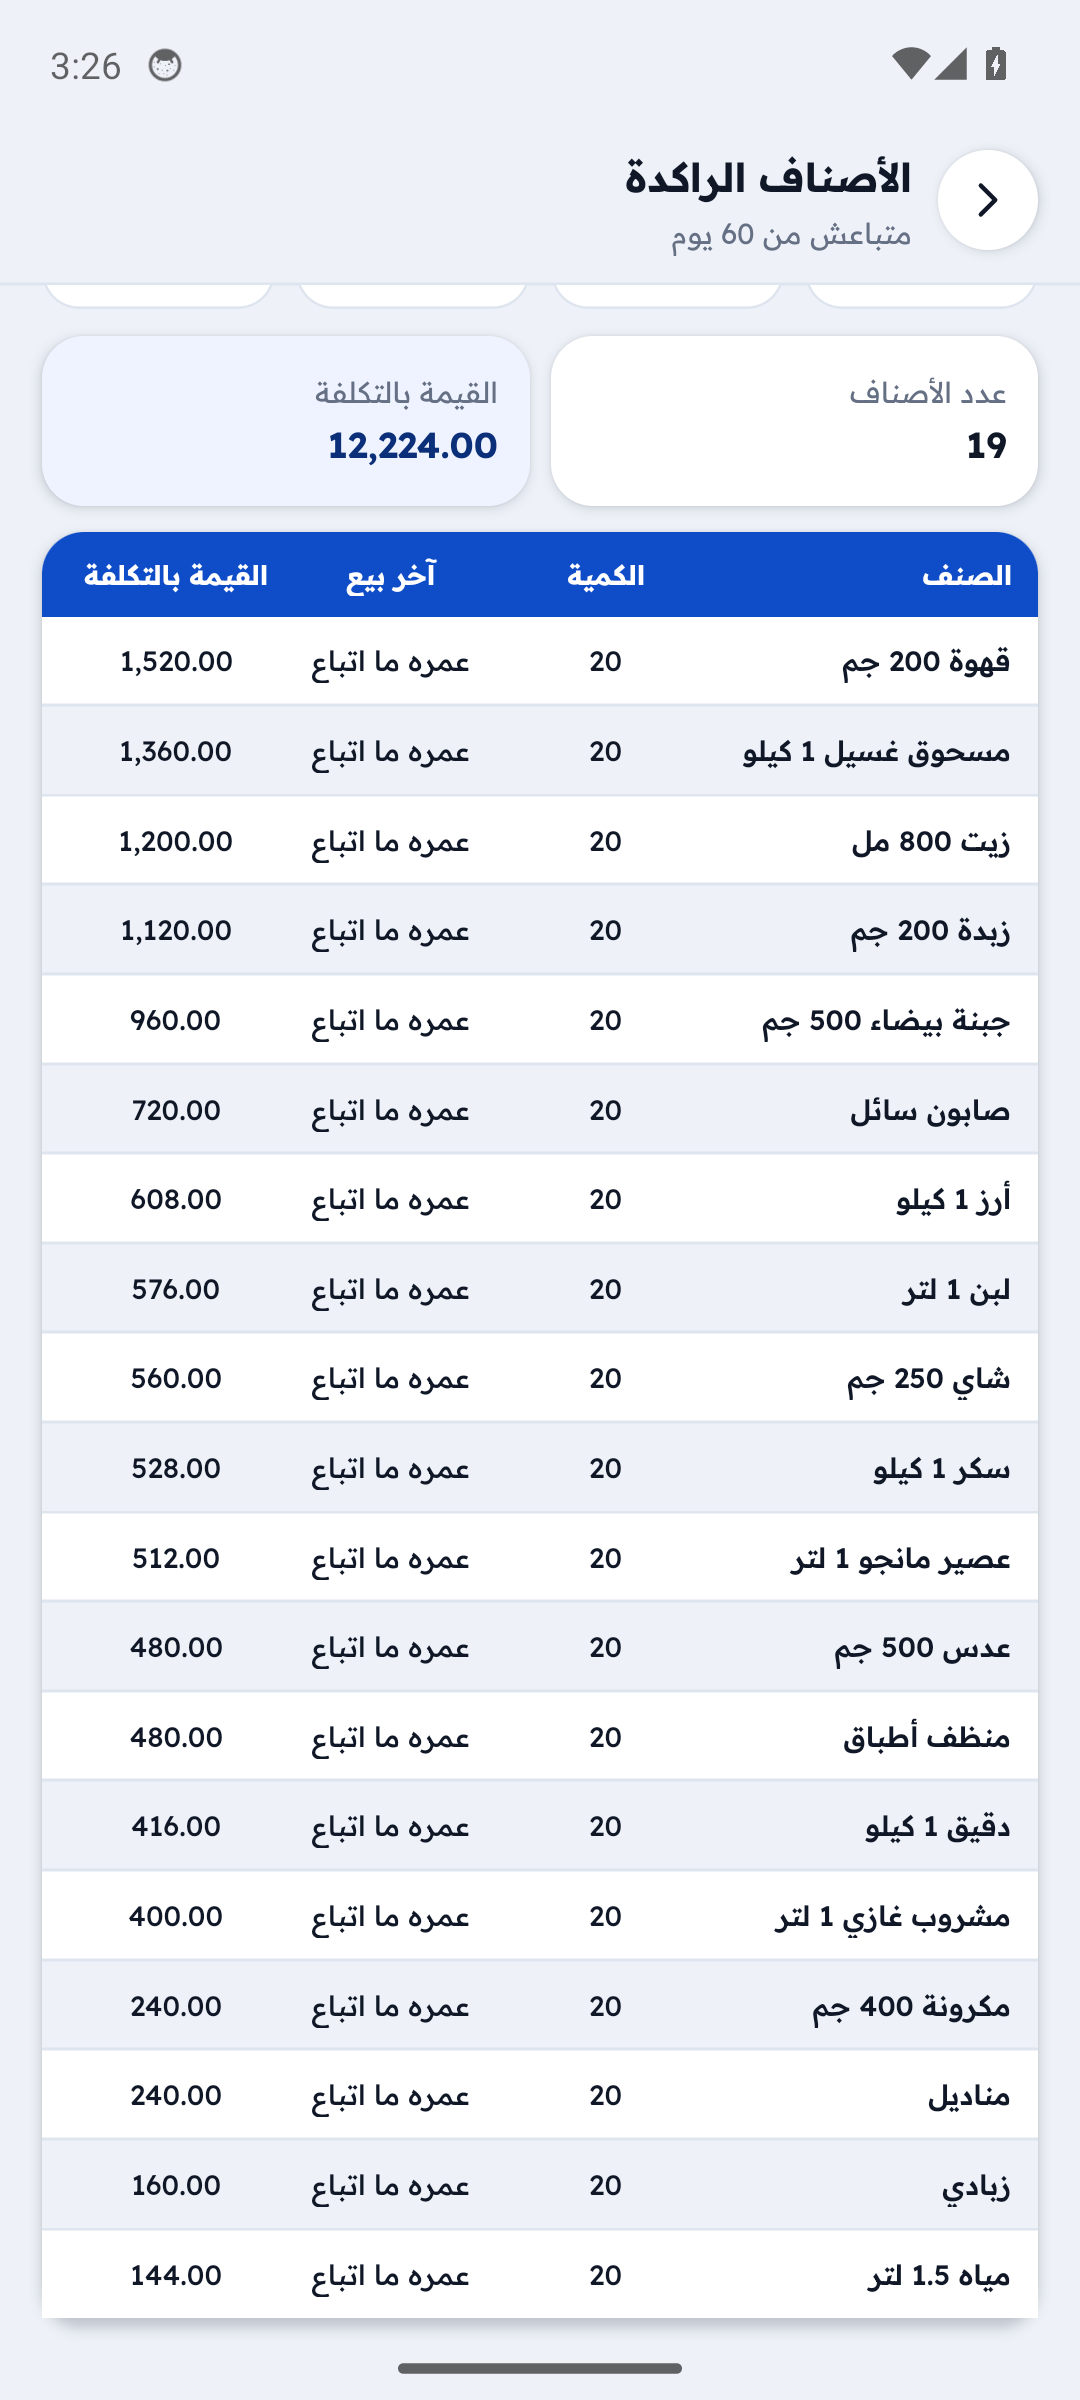 3:26
الأصناف الراكدة
متباعش من 60 يوم
عدد الأصناف
القيمة بالتكلفة
19
12,224.00
الصنف الكمية آخر بيع القيمة بالتكلفة
قهوة 200 جم 20 عمره ما اتباع 1,520.00
مسحوق غسيل 1 كيلو 20 عمره ما اتباع 1,360.00
زيت 800 مل 20 عمره ما اتباع 1,200.00
زبدة 200 جم 20 عمره ما اتباع 1,120.00
جبنة بيضاء 500 جم 20 عمره ما اتباع 960.00
صابون سائل 20 عمره ما اتباع 720.00
أرز 1 كيلو 20 عمره ما اتباع 608.00
لبن 1 لتر 20 عمره ما اتباع 576.00
شاي 250 جم 20 عمره ما اتباع 560.00
سكر 1 كيلو 20 عمره ما اتباع 528.00
عصير مانجو 1 لتر 20 عمره ما اتباع 512.00
عدس 500 جم 20 عمره ما اتباع 480.00
منظف أطباق 20 عمره ما اتباع 480.00
دقيق 1 كيلو 20 عمره ما اتباع 416.00
مشروب غازي 1 لتر 20 عمره ما اتباع 400.00
مكرونة 400 جم 20 عمره ما اتباع 240.00
مناديل 20 عمره ما اتباع 240.00
زبادي 20 عمره ما اتباع 160.00
مياه 1.5 لتر 20 عمره ما اتباع 144.00